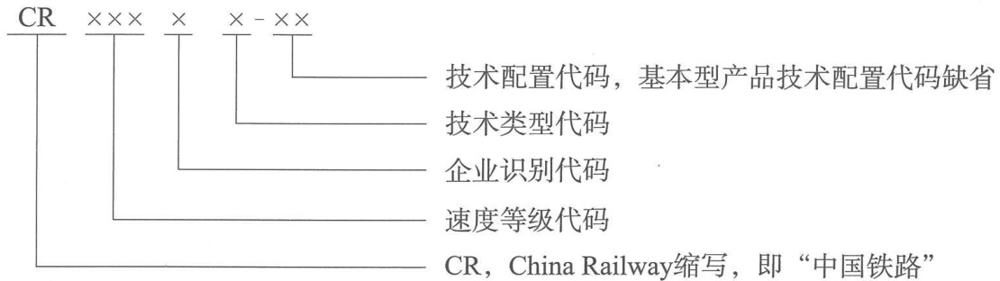 CR ××× × ×-××
技术配置代码，基本型产品技术配置代码缺省
技术类型代码
企业识别代码
速度等级代码
CR，China Railway缩写，即“中国铁路”